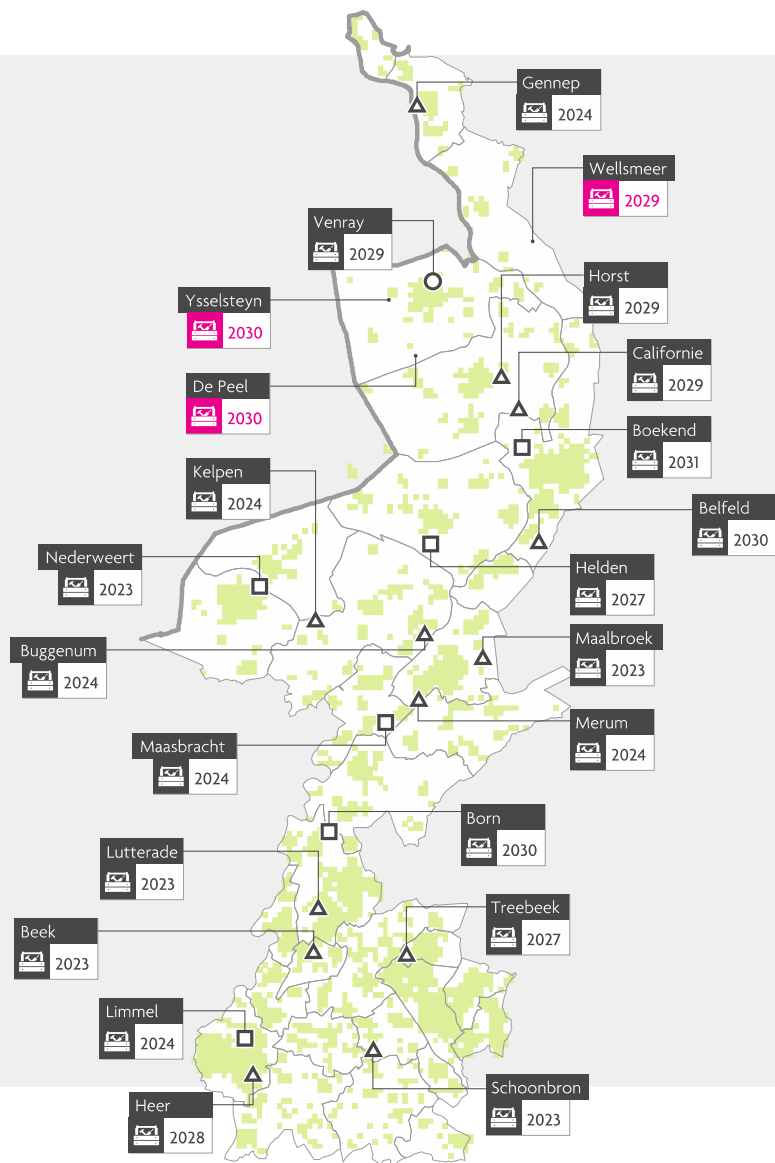 Gennep
2024
Wellsmeer
2029
Venray
2029
Horst
2029
Ysselsteyn
2030
Californie
2029
De Peel
2030
Boekend
2031
Kelpen
2024
Belfeld
2030
Nederweert
2023
Helden
2027
Buggenum
2024
Maalbroek
2023
Merum
2024
Maasbracht
2024
Born
2030
Lutterade
2023
Treebeek
2027
Beek
2023
Limmel
2024
Schoonbron
2023
Heer
2028